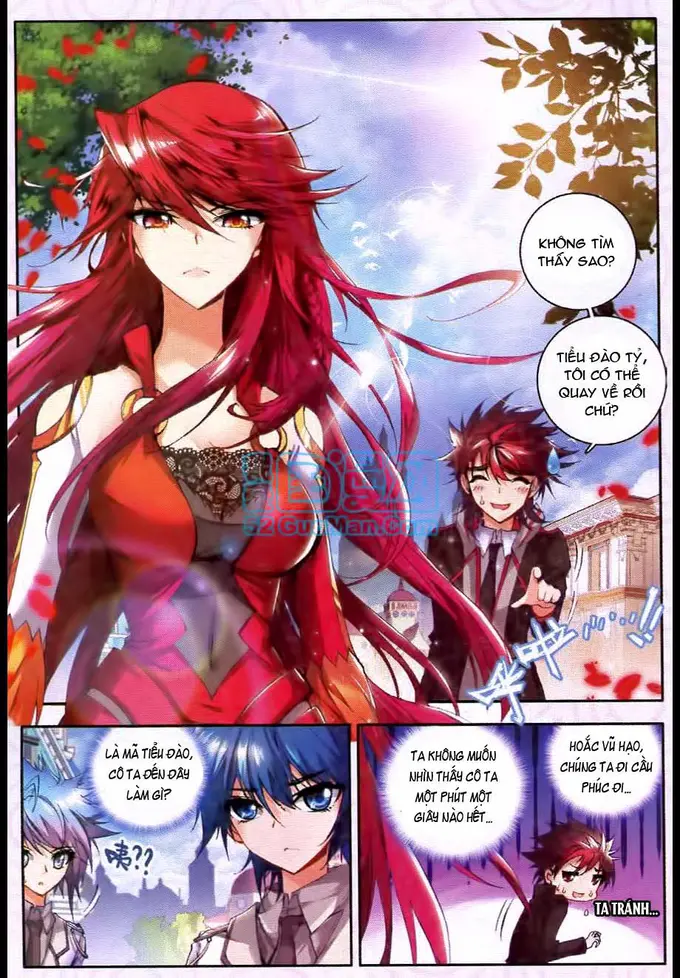 KHÔNG TÌM
THẤY SAO?
TIỂU ĐÀO TỶ,
TÔI CÓ THỂ
QUAY VỀ RỒI
CHỨ?
LÀ MÃ TIỂU ĐÀO,
CÔ TA ĐẾN ĐÂY
LÀM GÌ?
咦??
TA KHÔNG MUỐN
NHÌN THẤY CÔ TA
MỘT PHÚT MỘT
GIÂY NÀO HẾT...
HOẮC VŨ HẠO,
CHÚNG TA ĐI CẦU
PHÚC ĐI...
TA TRÁNH...